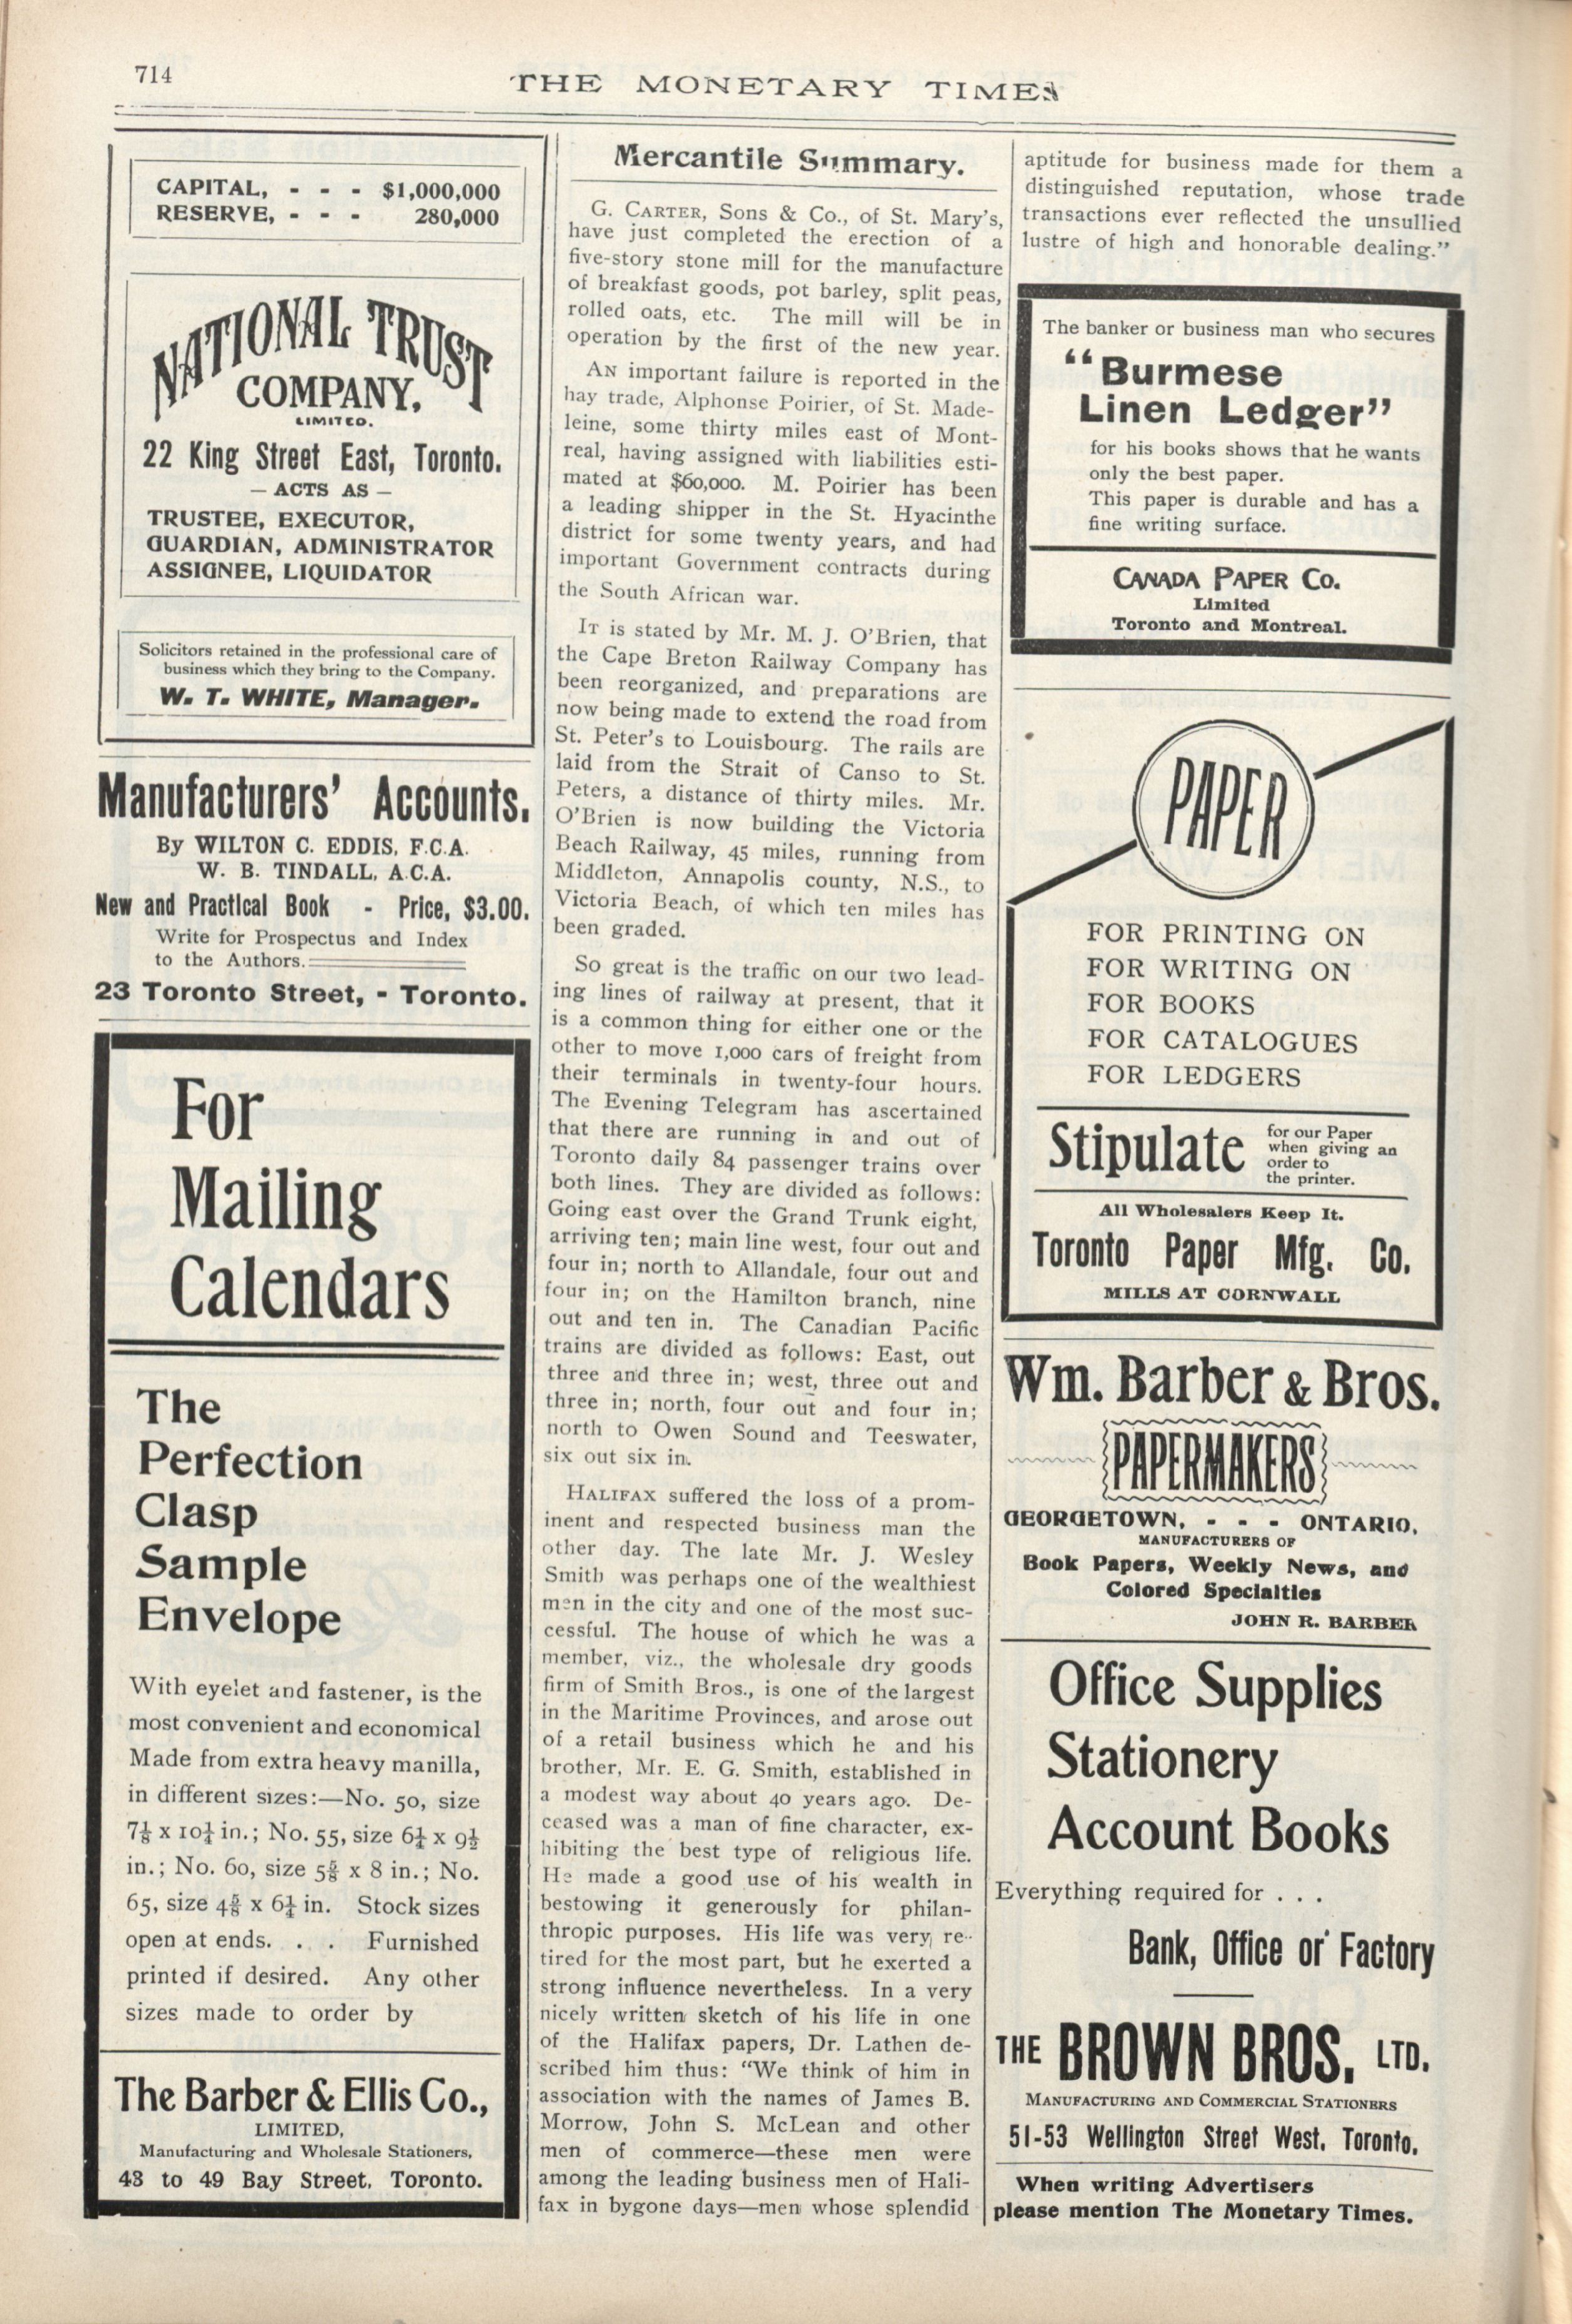 714
THE MONETARY TIMES
CAPITAL, - - - $1,000,000
RESERVE, - - - 280,000
NATIONAL TRUST
COMPANY,
LIMITED.
22 King Street East, Toronto.
— ACTS AS —
TRUSTEE, EXECUTOR,
GUARDIAN, ADMINISTRATOR
ASSIGNEE, LIQUIDATOR
Solicitors retained in the professional care of
business which they bring to the Company.
W. T. WHITE, Manager.
Manufacturers' Accounts.
By WILTON C. EDDIS, F.C.A.
W. B. TINDALL, A.C.A.
New and Practical Book - Price, $3.00.
Write for Prospectus and Index
to the Authors.
23 Toronto Street, - Toronto.
For
Mailing
Calendars
The
Perfection
Clasp
Sample
Envelope
With eyelet and fastener, is the
most convenient and economical
Made from extra heavy manilla,
in different sizes:—No. 50, size
7⅛ x 10¼ in.; No. 55, size 6¼ x 9½
in.; No. 60, size 5⅝ x 8 in.; No.
65, size 4⅝ x 6¼ in. Stock sizes
open at ends. . . Furnished
printed if desired. Any other
sizes made to order by
The Barber & Ellis Co.,
LIMITED,
Manufacturing and Wholesale Stationers,
43 to 49 Bay Street, Toronto.
Mercantile Summary.
G. CARTER, Sons & Co., of St. Mary's,
have just completed the erection of a
five-story stone mill for the manufacture
of breakfast goods, pot barley, split peas,
rolled oats, etc. The mill will be in
operation by the first of the new year.
AN important failure is reported in the
hay trade, Alphonse Poirier, of St. Made-
leine, some thirty miles east of Mont-
real, having assigned with liabilities esti-
mated at $60,000. M. Poirier has been
a leading shipper in the St. Hyacinthe
district for some twenty years, and had
important Government contracts during
the South African war.
IT is stated by Mr. M. J. O'Brien, that
the Cape Breton Railway Company has
been reorganized, and preparations are
now being made to extend the road from
St. Peter's to Louisbourg. The rails are
laid from the Strait of Canso to St.
Peters, a distance of thirty miles. Mr.
O'Brien is now building the Victoria
Beach Railway, 45 miles, running from
Middleton, Annapolis county, N.S., to
Victoria Beach, of which ten miles has
been graded.
So great is the traffic on our two lead-
ing lines of railway at present, that it
is a common thing for either one or the
other to move 1,000 cars of freight from
their terminals in twenty-four hours.
The Evening Telegram has ascertained
that there are running in and out of
Toronto daily 84 passenger trains over
both lines. They are divided as follows:
Going east over the Grand Trunk eight,
arriving ten; main line west, four out and
four in; north to Allandale, four out and
four in; on the Hamilton branch, nine
out and ten in. The Canadian Pacific
trains are divided as follows: East, out
three and three in; west, three out and
three in; north, four out and four in;
north to Owen Sound and Teeswater,
six out six in.
HALIFAX suffered the loss of a prom-
inent and respected business man the
other day. The late Mr. J. Wesley
Smith was perhaps one of the wealthiest
men in the city and one of the most suc-
cessful. The house of which he was a
member, viz., the wholesale dry goods
firm of Smith Bros., is one of the largest
in the Maritime Provinces, and arose out
of a retail business which he and his
brother, Mr. E. G. Smith, established in
a modest way about 40 years ago. De-
ceased was a man of fine character, ex-
hibiting the best type of religious life.
He made a good use of his wealth in
bestowing it generously for philan-
thropic purposes. His life was very re-
tired for the most part, but he exerted a
strong influence nevertheless. In a very
nicely written sketch of his life in one
of the Halifax papers, Dr. Lathen de-
scribed him thus: "We think of him in
association with the names of James B.
Morrow, John S. McLean and other
men of commerce—these men were
among the leading business men of Hali-
fax in bygone days—men whose splendid
aptitude for business made for them a
distinguished reputation, whose trade
transactions ever reflected the unsullied
lustre of high and honorable dealing."
The banker or business man who secures
"Burmese
Linen Ledger"
for his books shows that he wants
only the best paper.
This paper is durable and has a
fine writing surface.
CANADA PAPER CO.
Limited
Toronto and Montreal.
PAPER
FOR PRINTING ON
FOR WRITING ON
FOR BOOKS
FOR CATALOGUES
FOR LEDGERS
Stipulate for our Paper
when giving an
order to
the printer.
All Wholesalers Keep It.
Toronto Paper Mfg. Co.
MILLS AT CORNWALL
Wm. Barber & Bros.
PAPERMAKERS
GEORGETOWN, - - - ONTARIO,
MANUFACTURERS OF
Book Papers, Weekly News, and
Colored Specialties
JOHN R. BARBER
Office Supplies
Stationery
Account Books
Everything required for . . .
Bank, Office or Factory
THE BROWN BROS. LTD.
MANUFACTURING AND COMMERCIAL STATIONERS
51-53 Wellington Street West, Toronto.
When writing Advertisers
please mention The Monetary Times.